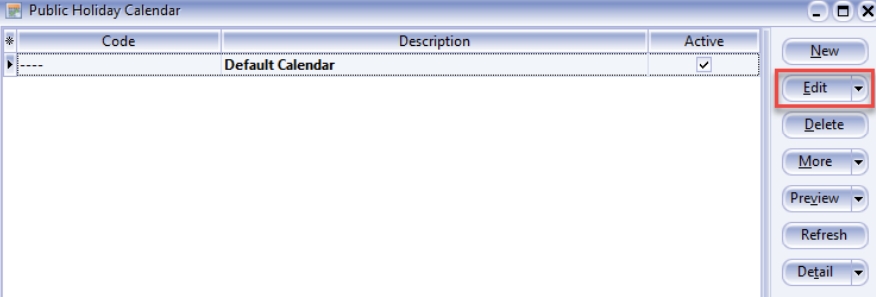 Public Holiday Calendar
Code Description Active
---- Default Calendar
New
Edit
Delete
More
Preview
Refresh
Detail